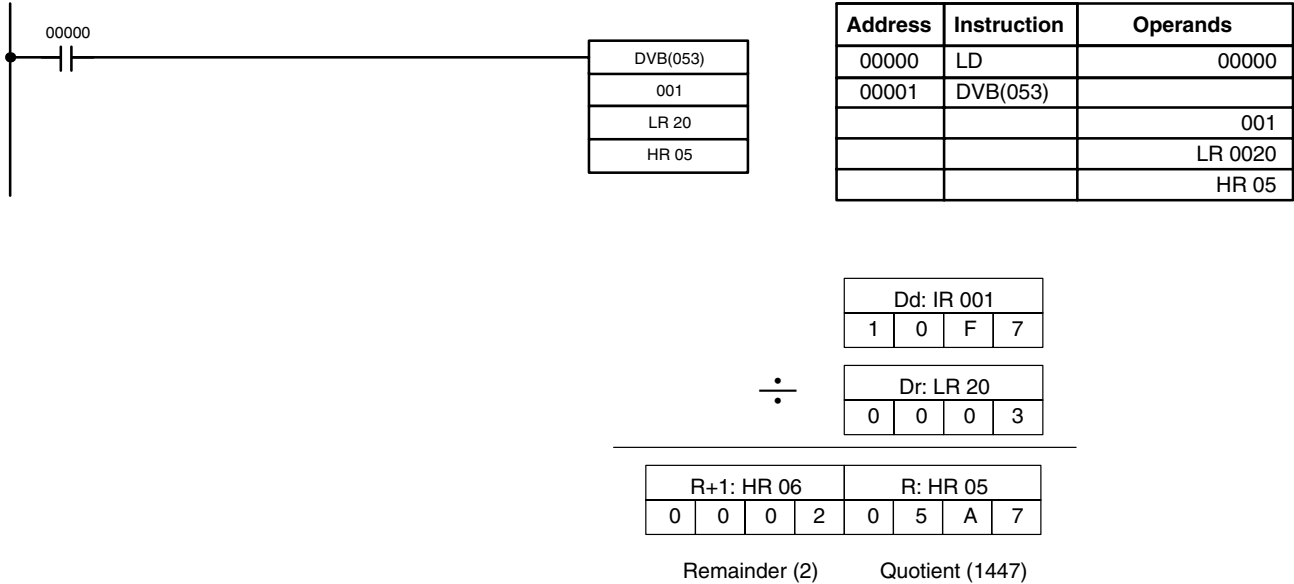 00000
DVB(053)
001
LR 20
HR 05
Address Instruction Operands
00000 LD 00000
00001 DVB(053)
001
LR 0020
HR 05
Dd: IR 001
1 0 F 7
÷
Dr: LR 20
0 0 0 3
R+1: HR 06 R: HR 05
0 0 0 2 0 5 A 7
Remainder (2) Quotient (1447)